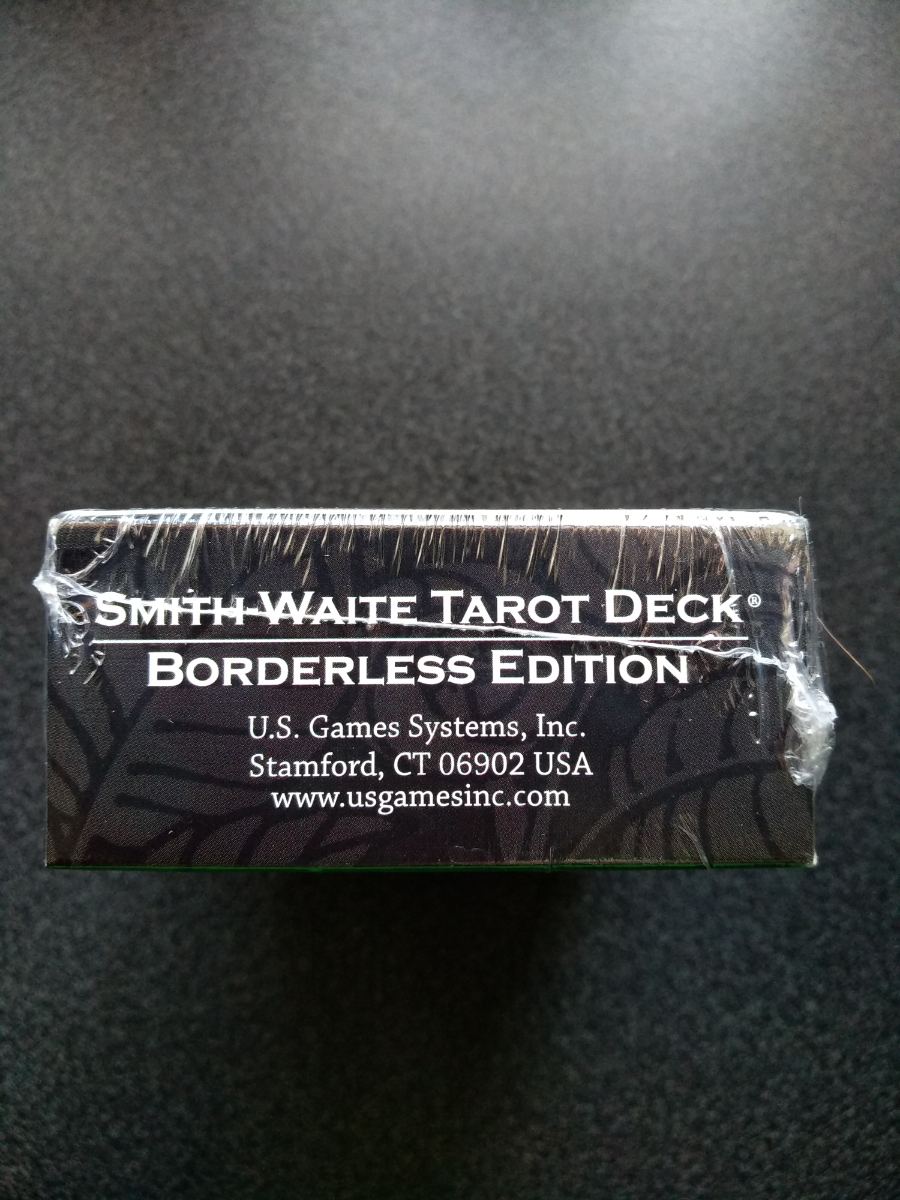 SMITH-WAITE TAROT DECK®
BORDERLESS EDITION
U.S. Games Systems, Inc.
Stamford, CT 06902 USA
www.usgamesinc.com